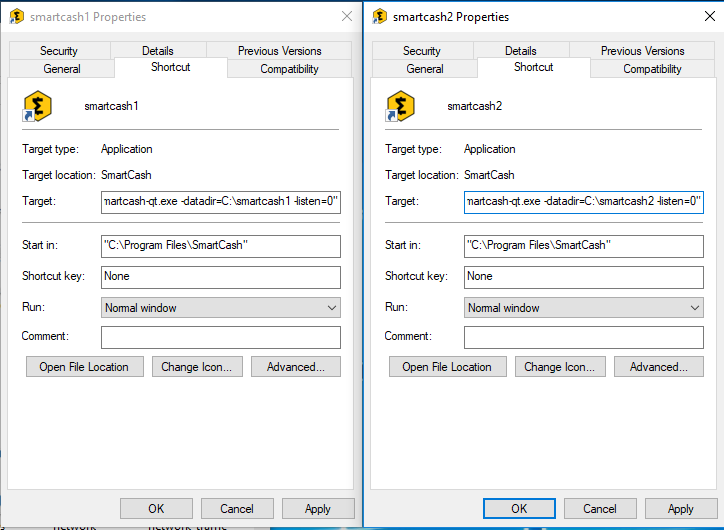 smartcash1 Properties
Security Details Previous Versions
General Shortcut Compatibility
smartcash1
Target type: Application
Target location: SmartCash
Target: martcash-qt.exe -datadir=C:\smartcash1 -listen=0"
Start in: "C:\Program Files\SmartCash"
Shortcut key: None
Run: Normal window
Comment:
Open File Location Change Icon... Advanced...
OK Cancel Apply
smartcash2 Properties
Security Details Previous Versions
General Shortcut Compatibility
smartcash2
Target type: Application
Target location: SmartCash
Target: martcash-qt.exe -datadir=C:\smartcash2 -listen=0"
Start in: "C:\Program Files\SmartCash"
Shortcut key: None
Run: Normal window
Comment:
Open File Location Change Icon... Advanced...
OK Cancel Apply